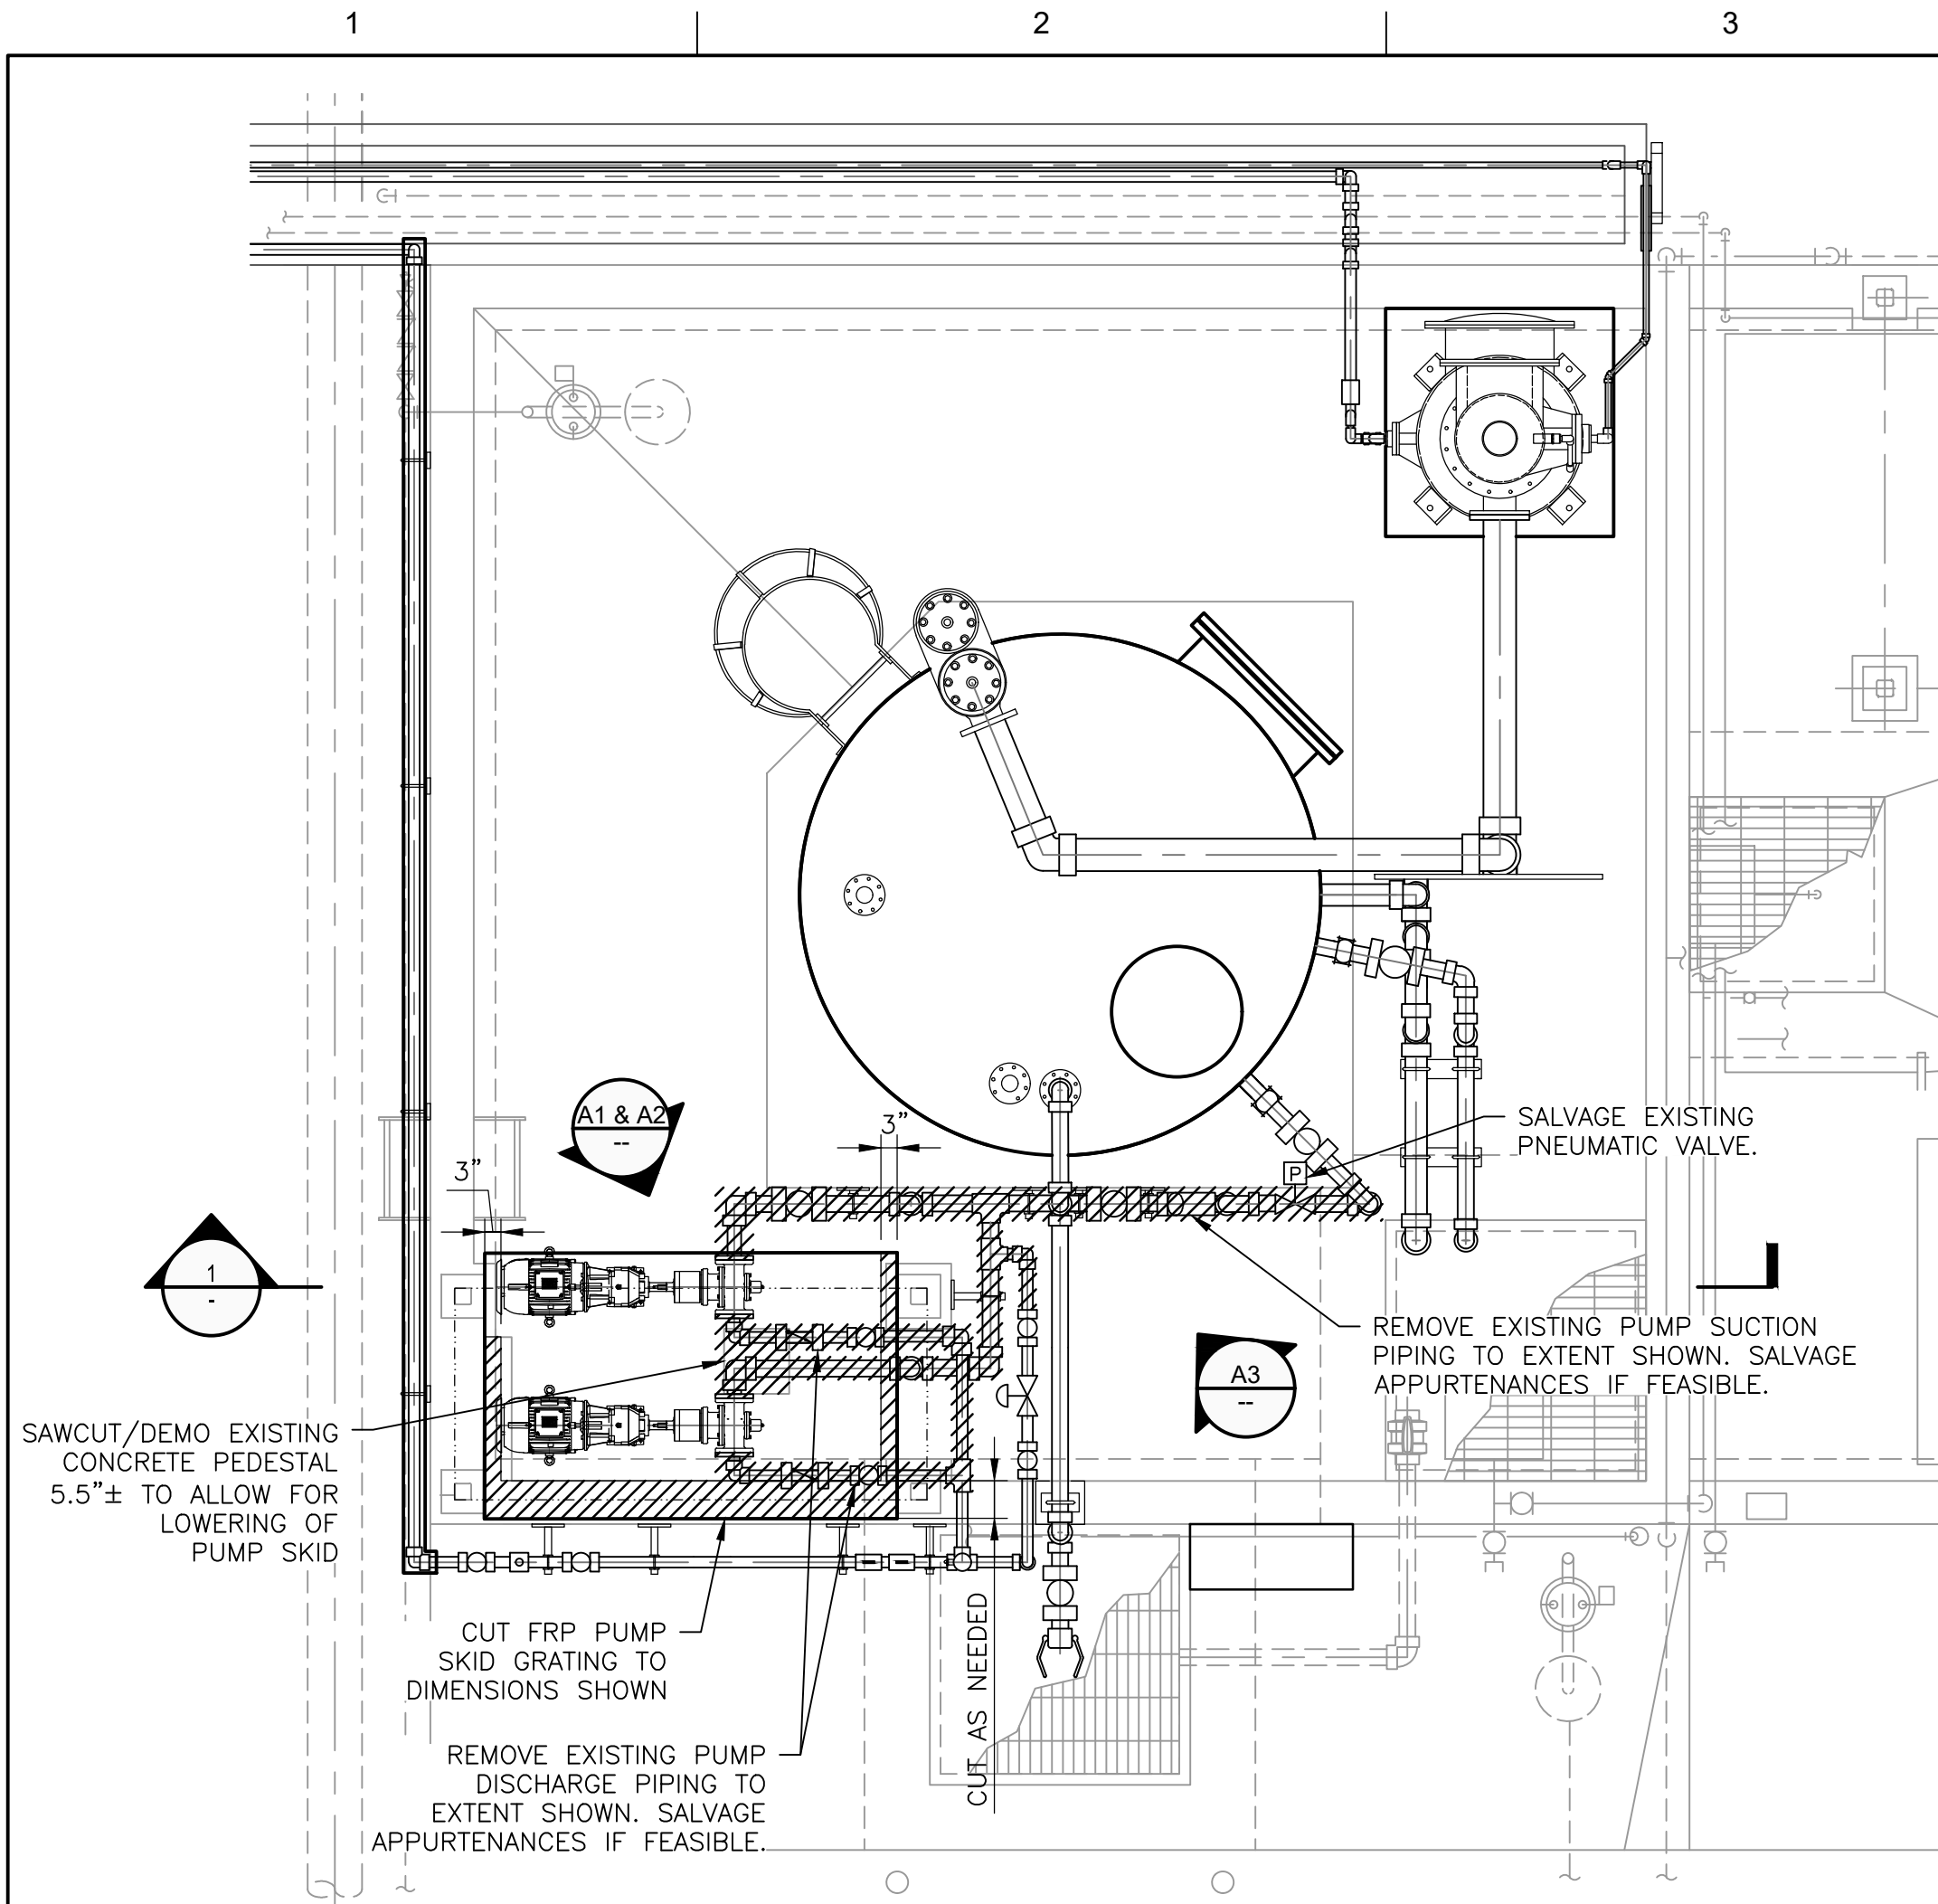 1
2
3
A1 & A2
--
3"
3"
P
SALVAGE EXISTING
PNEUMATIC VALVE.
1
-
REMOVE EXISTING PUMP SUCTION
PIPING TO EXTENT SHOWN. SALVAGE
APPURTENANCES IF FEASIBLE.
A3
--
SAWCUT/DEMO EXISTING
CONCRETE PEDESTAL
5.5"± TO ALLOW FOR
LOWERING OF
PUMP SKID
CUT FRP PUMP
SKID GRATING TO
DIMENSIONS SHOWN
CUT AS NEEDED
REMOVE EXISTING PUMP
DISCHARGE PIPING TO
EXTENT SHOWN. SALVAGE
APPURTENANCES IF FEASIBLE.